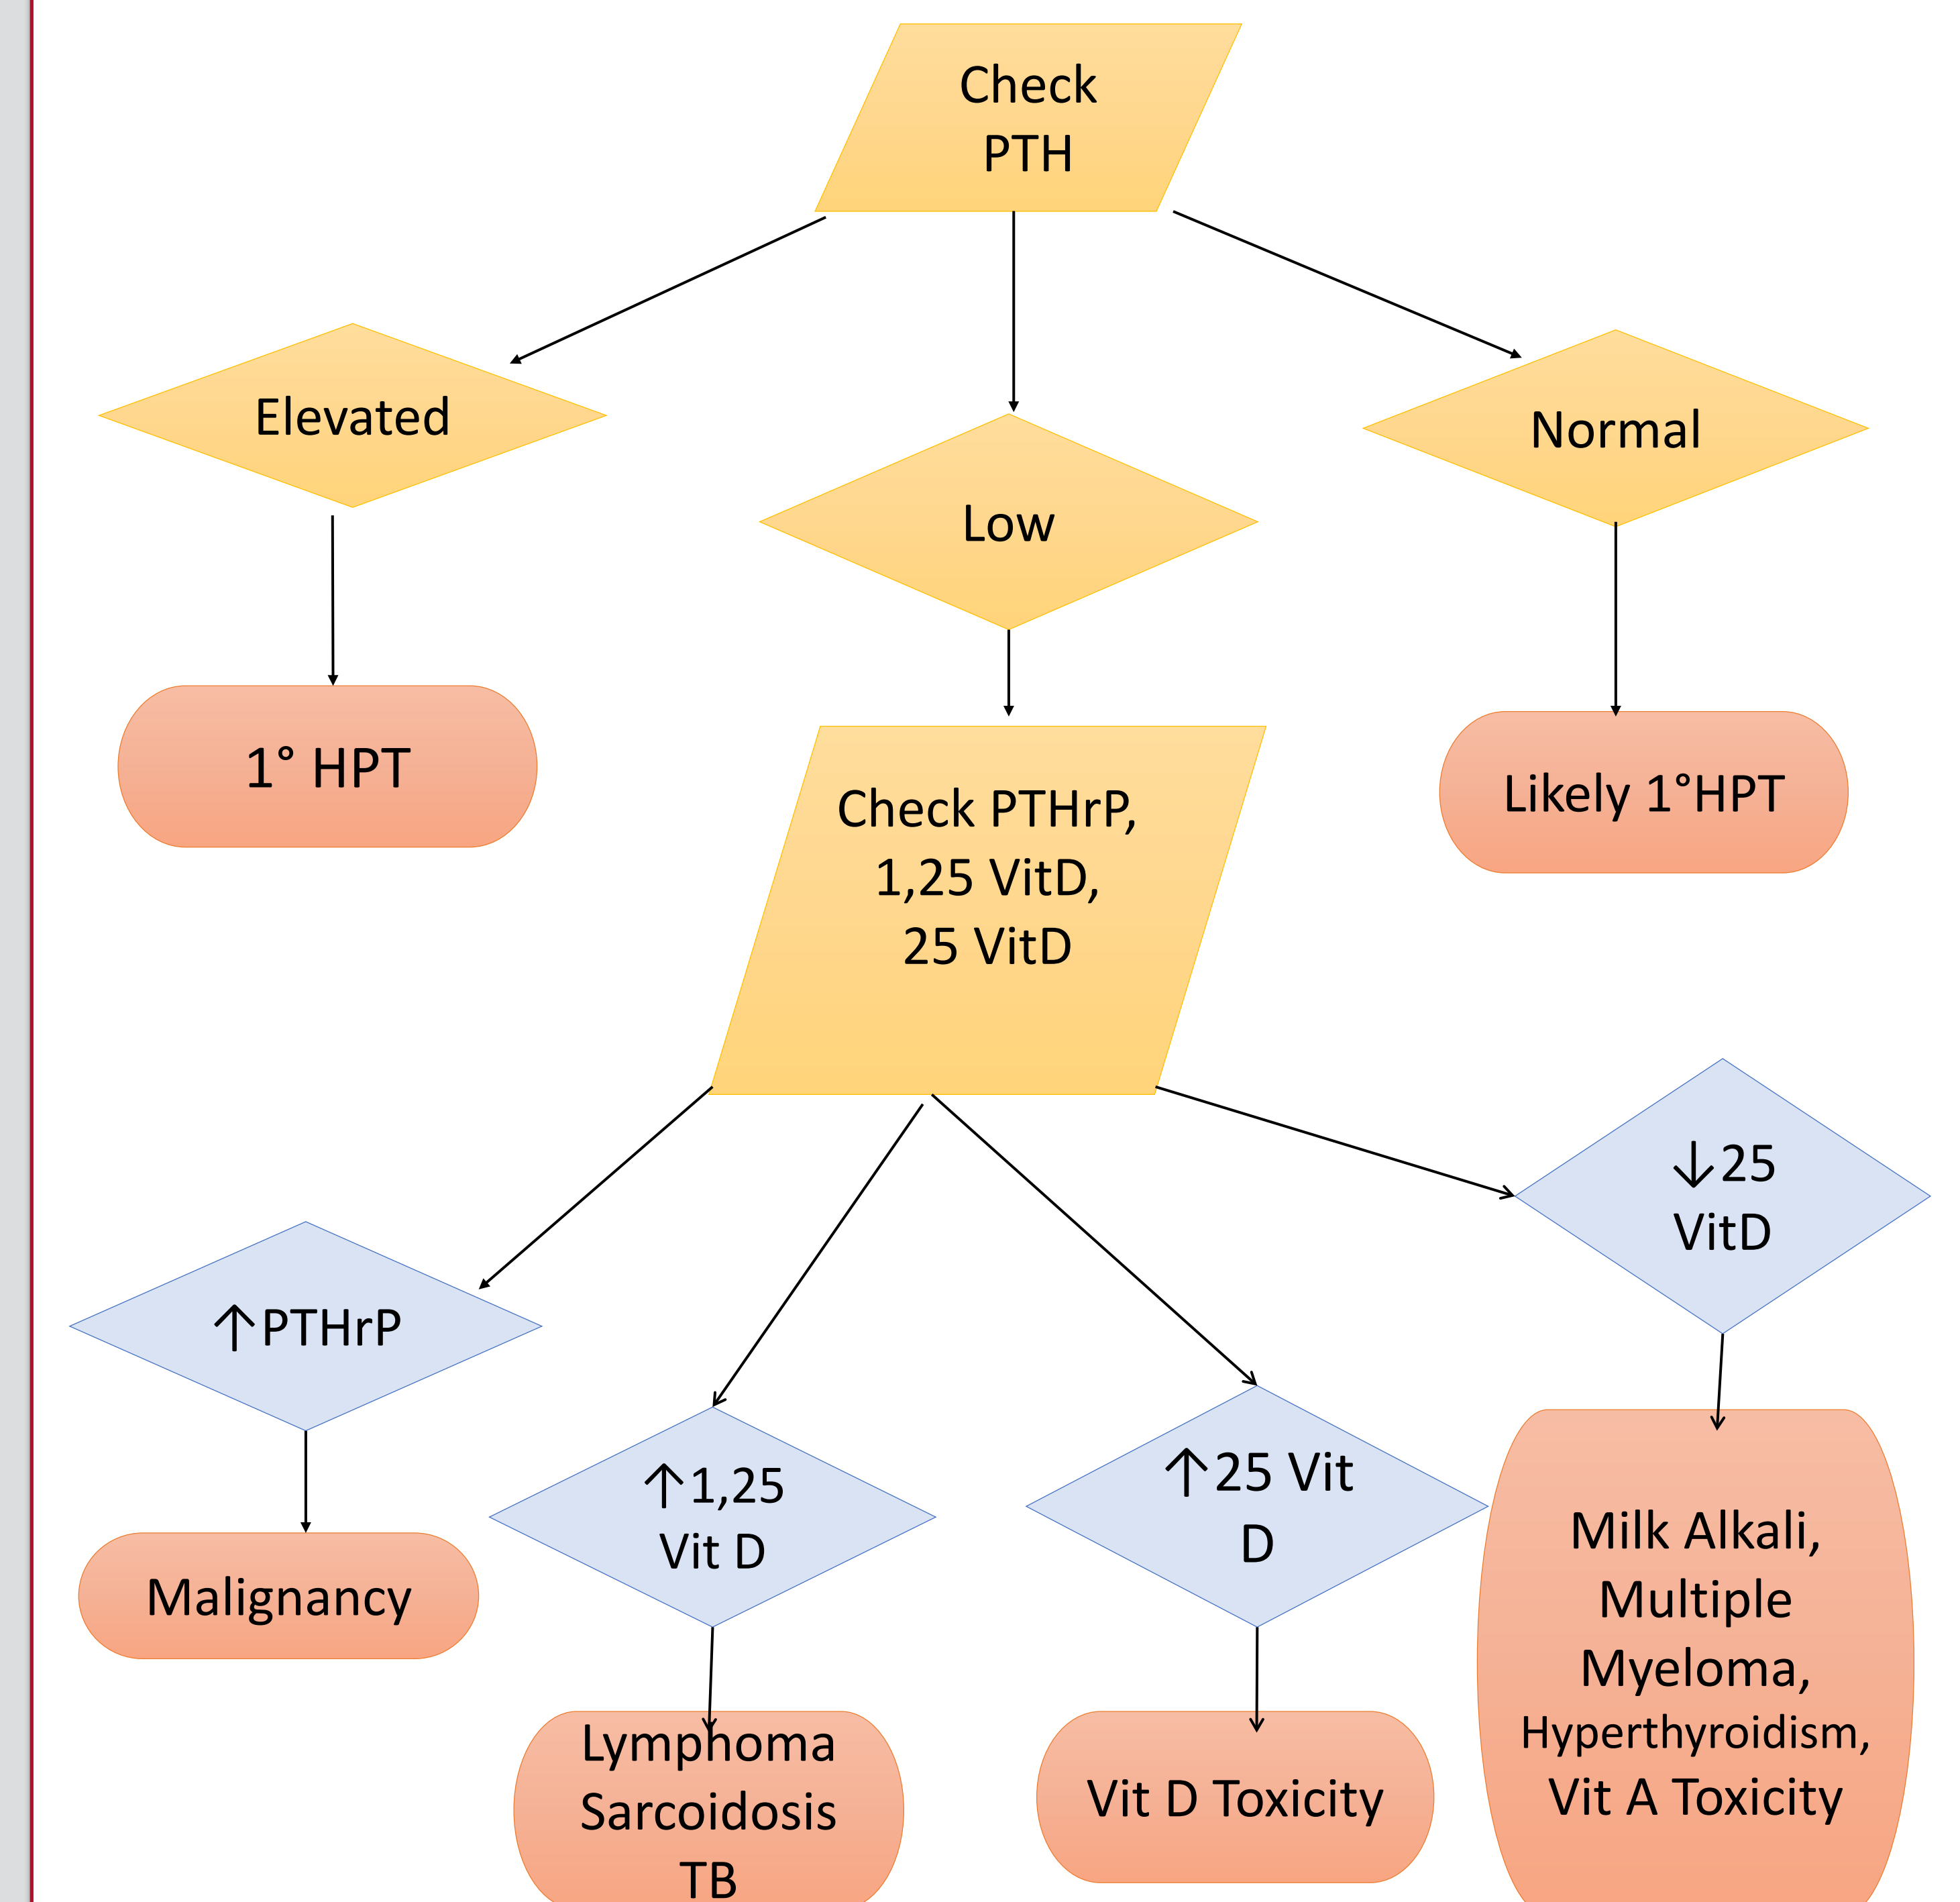 Check
PTH
Elevated
Low
Normal
1° HPT
Likely 1°HPT
Check PTHrP,
1,25 VitD,
25 VitD
↓25
VitD
↑PTHrP
↑1,25
Vit D
↑25 Vit
D
Malignancy
Lymphoma
Sarcoidosis
TB
Vit D Toxicity
Milk Alkali,
Multiple
Myeloma,
Hyperthyroidism,
Vit A Toxicity